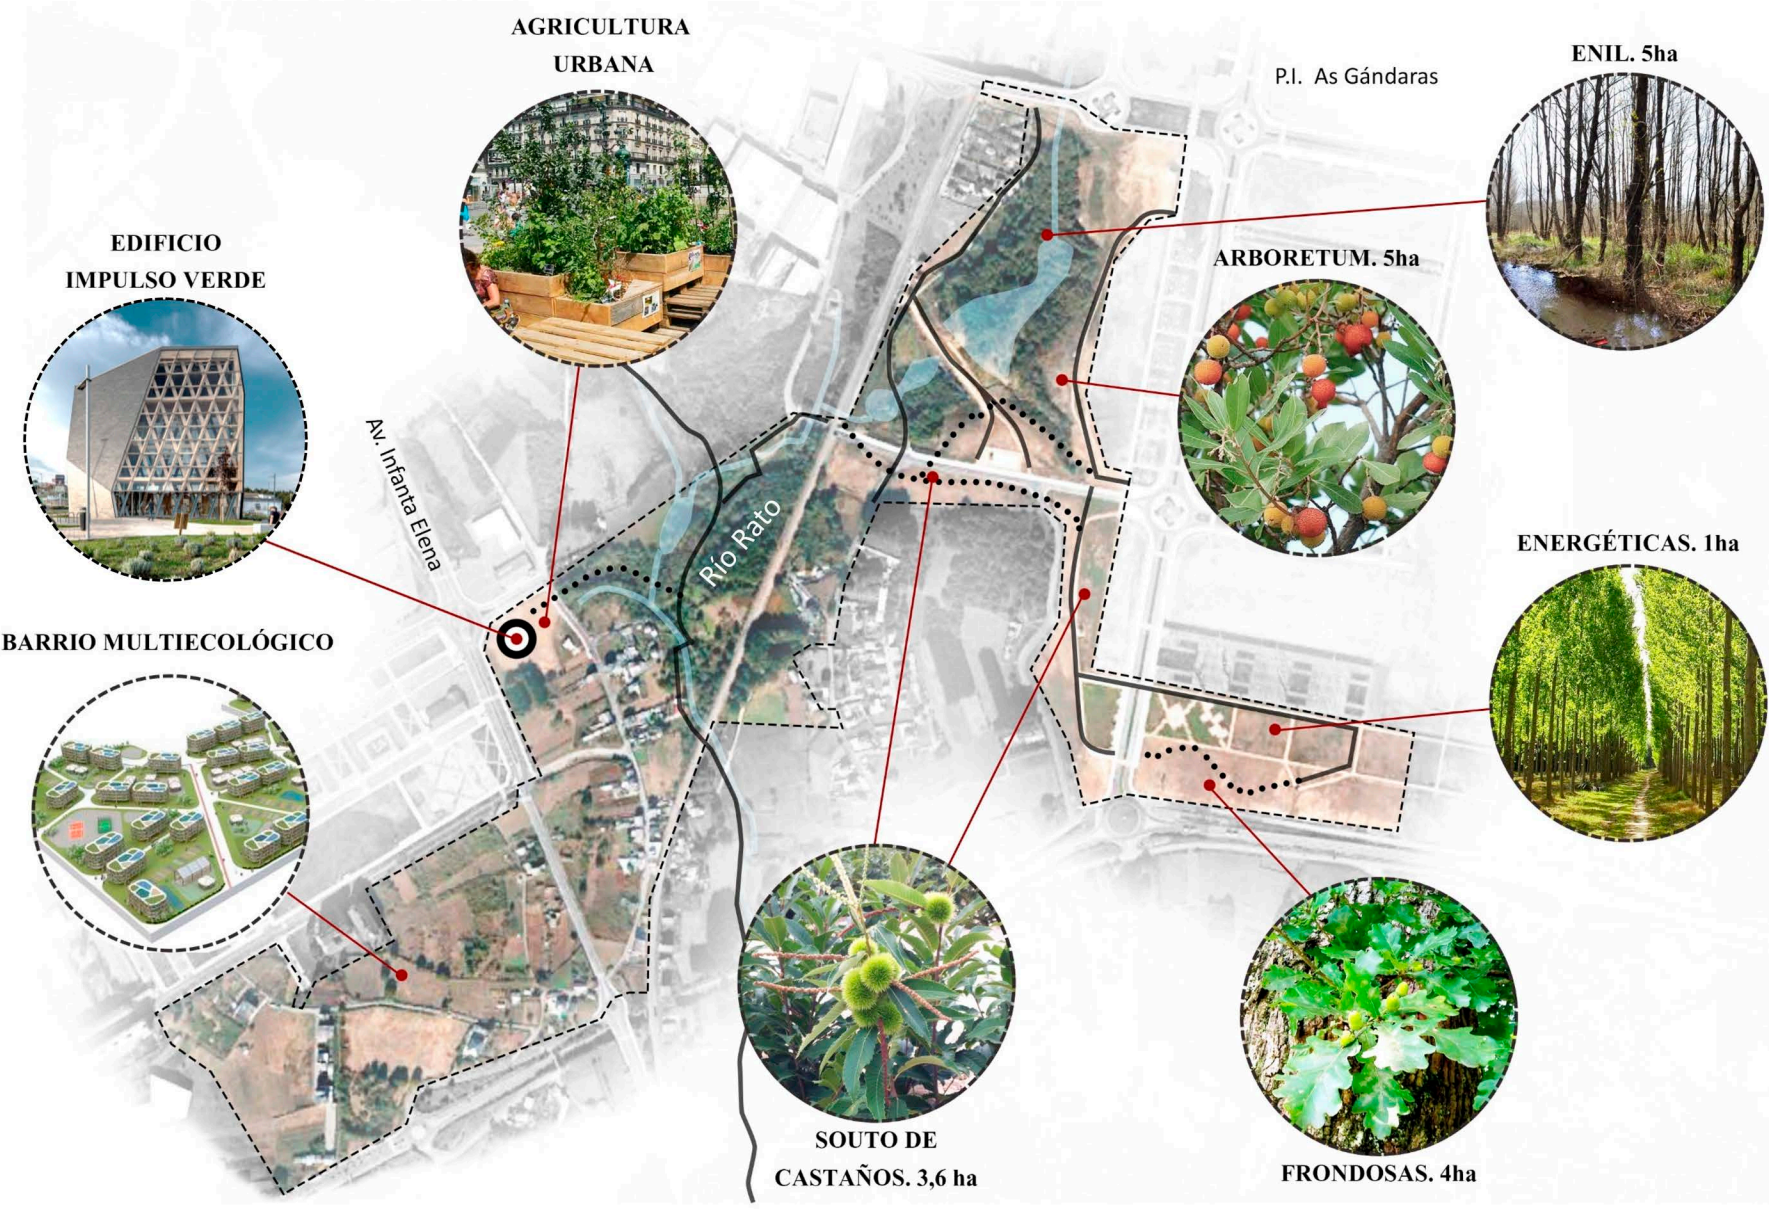 AGRICULTURA
URBANA
ENIL. 5ha
P.I. As Gándaras
EDIFICIO
IMPULSO VERDE
ARBORETUM. 5ha
Av. Infanta Elena
Río Rato
ENERGÉTICAS. 1ha
BARRIO MULTIECOLÓGICO
SOUTO DE
CASTAÑOS. 3,6 ha
FRONDOSAS. 4ha